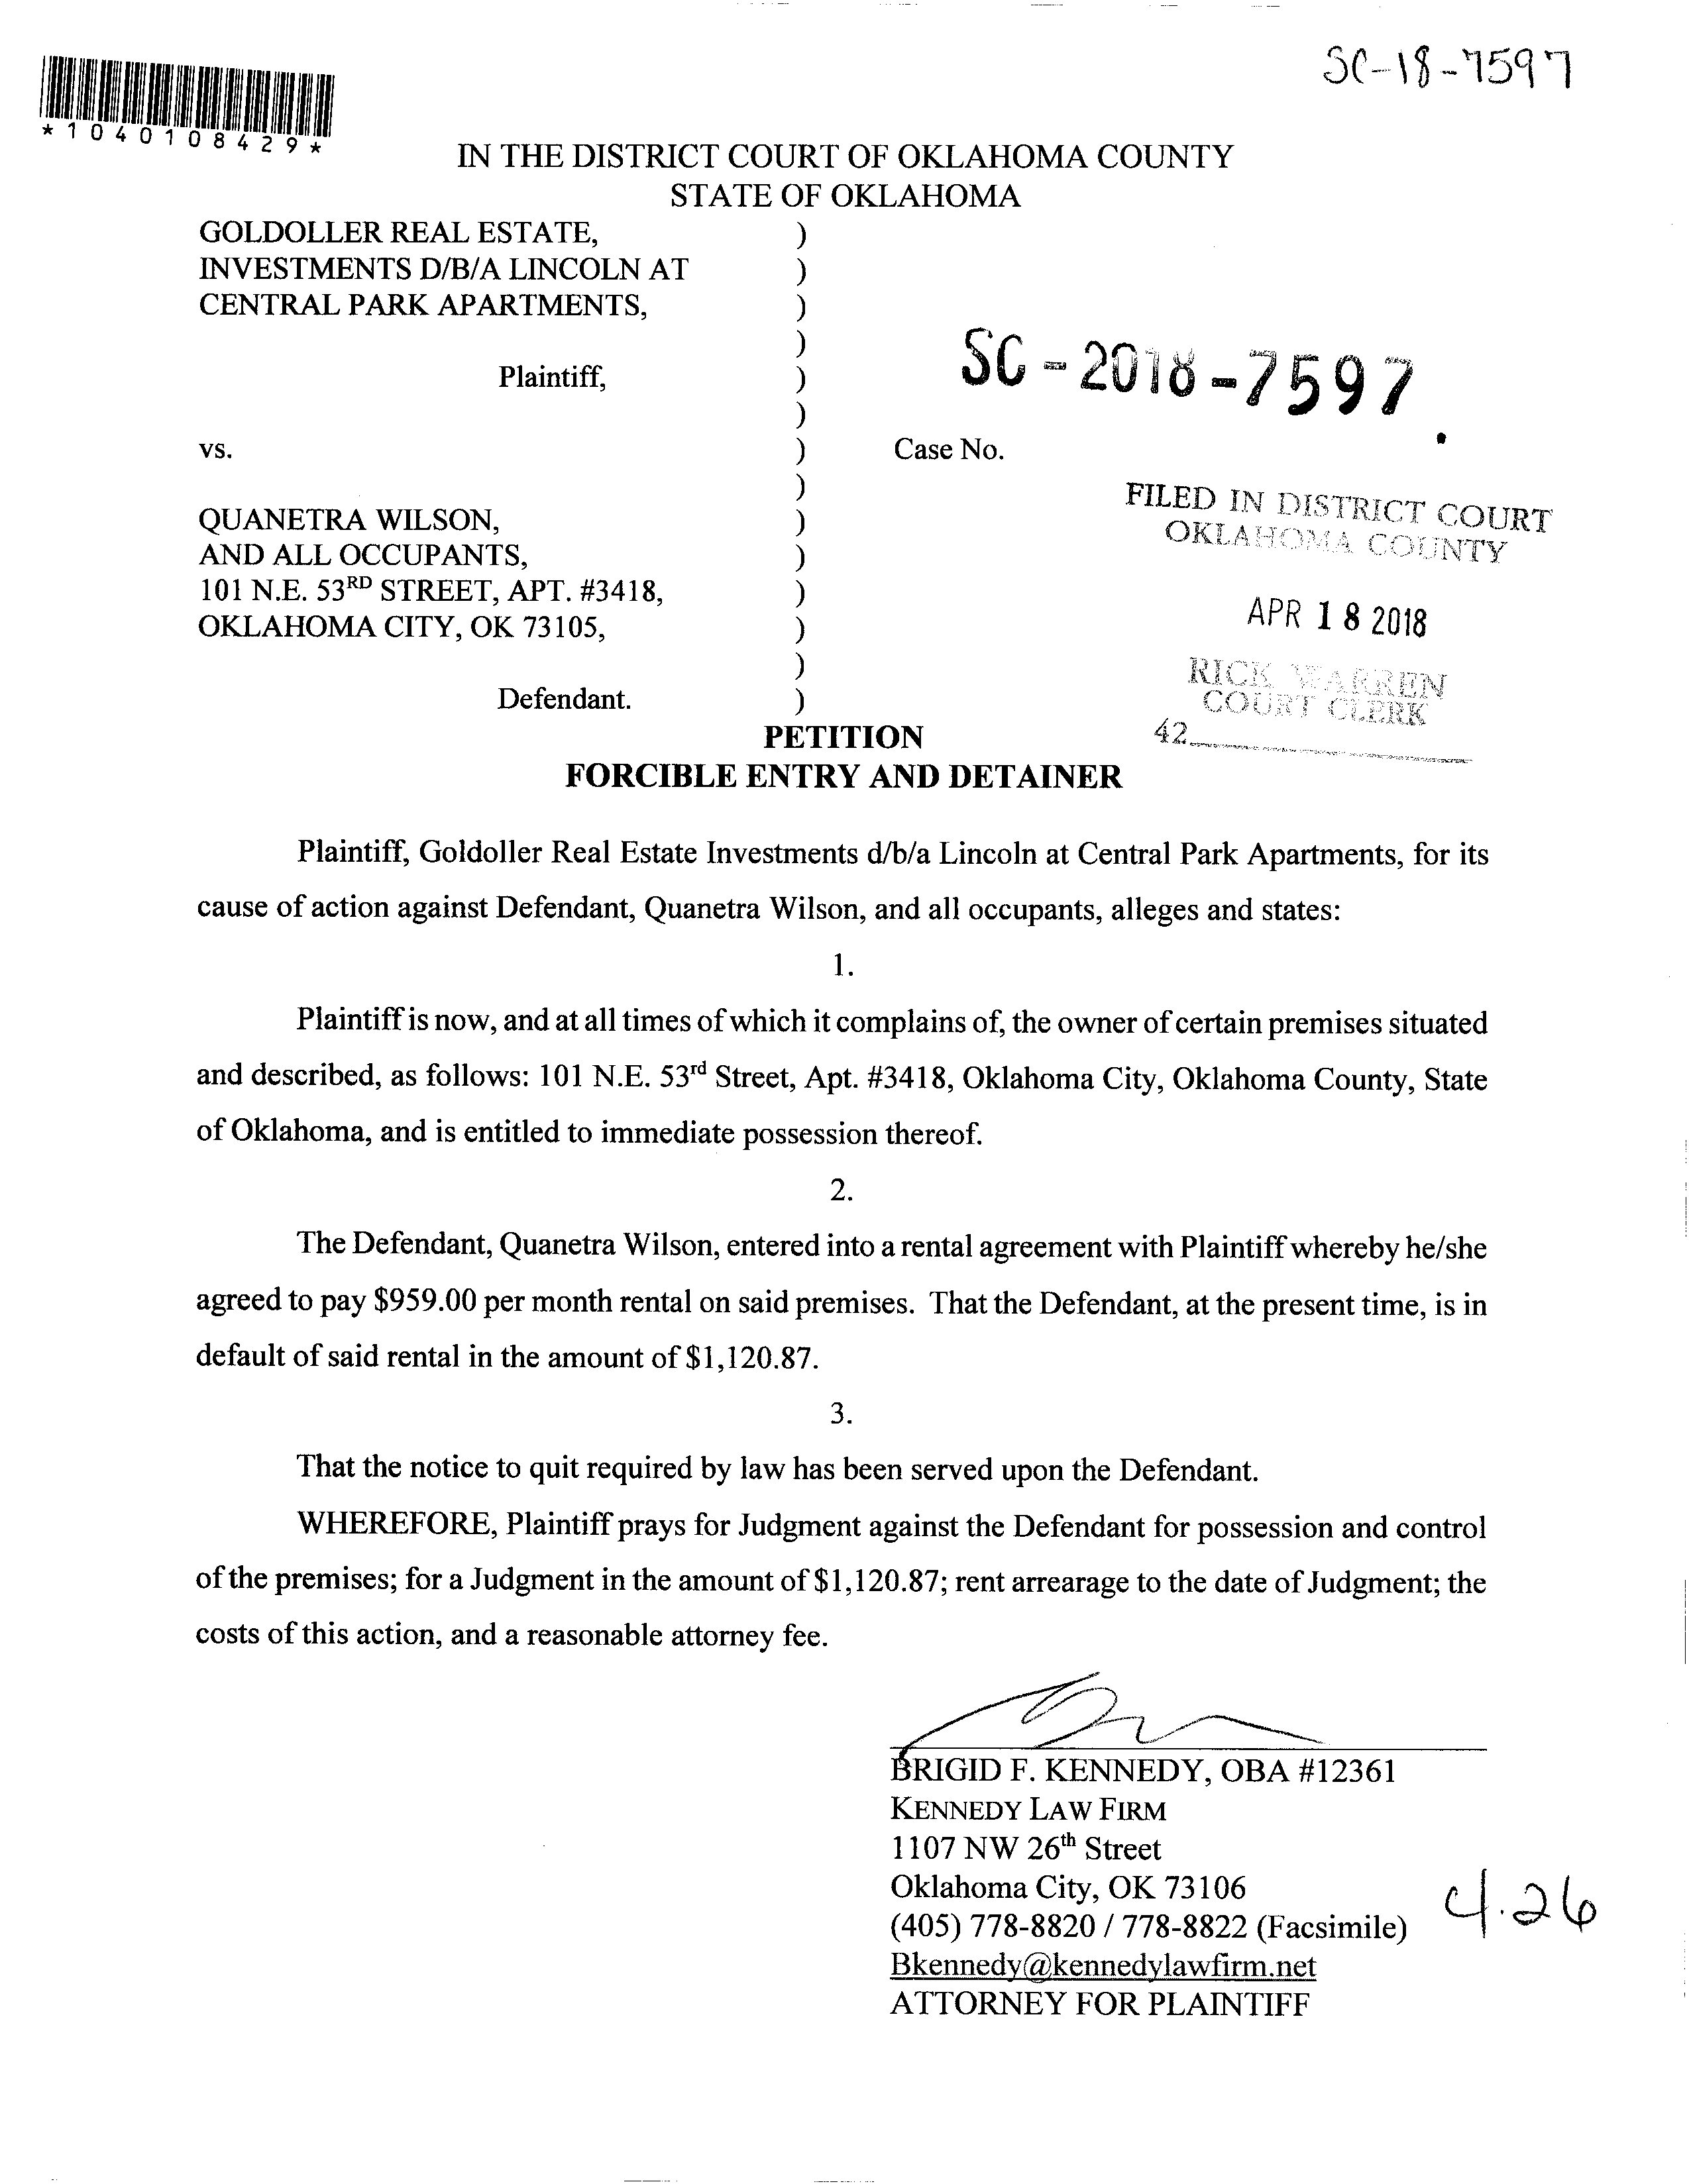 SC-18-7597
*1040108429*
IN THE DISTRICT COURT OF OKLAHOMA COUNTY
STATE OF OKLAHOMA
GOLDOLLER REAL ESTATE, )
INVESTMENTS D/B/A LINCOLN AT )
CENTRAL PARK APARTMENTS, )
)
Plaintiff, )
)
SC-2018-7597.
vs. ) Case No.
)
QUANETRA WILSON, )
AND ALL OCCUPANTS, )
101 N.E. 53RD STREET, APT. #3418, )
OKLAHOMA CITY, OK 73105, )
)
Defendant. )
FILED IN DISTRICT COURT
OKLAHOMA COUNTY
APR 18 2018
RICK WARREN
COURT CLERK
42
PETITION
FORCIBLE ENTRY AND DETAINER
Plaintiff, Goldoller Real Estate Investments d/b/a Lincoln at Central Park Apartments, for its
cause of action against Defendant, Quanetra Wilson, and all occupants, alleges and states:
1.
Plaintiff is now, and at all times of which it complains of, the owner of certain premises situated
and described, as follows: 101 N.E. 53rd Street, Apt. #3418, Oklahoma City, Oklahoma County, State
of Oklahoma, and is entitled to immediate possession thereof.
2.
The Defendant, Quanetra Wilson, entered into a rental agreement with Plaintiff whereby he/she
agreed to pay $959.00 per month rental on said premises. That the Defendant, at the present time, is in
default of said rental in the amount of $1,120.87.
3.
That the notice to quit required by law has been served upon the Defendant.
WHEREFORE, Plaintiff prays for Judgment against the Defendant for possession and control
of the premises; for a Judgment in the amount of $1,120.87; rent arrearage to the date of Judgment; the
costs of this action, and a reasonable attorney fee.
BRIGID F. KENNEDY, OBA #12361
KENNEDY LAW FIRM
1107 NW 26th Street
Oklahoma City, OK 73106
(405) 778-8820 / 778-8822 (Facsimile)
Bkennedy@kennedylawfirm.net
ATTORNEY FOR PLAINTIFF
4.26